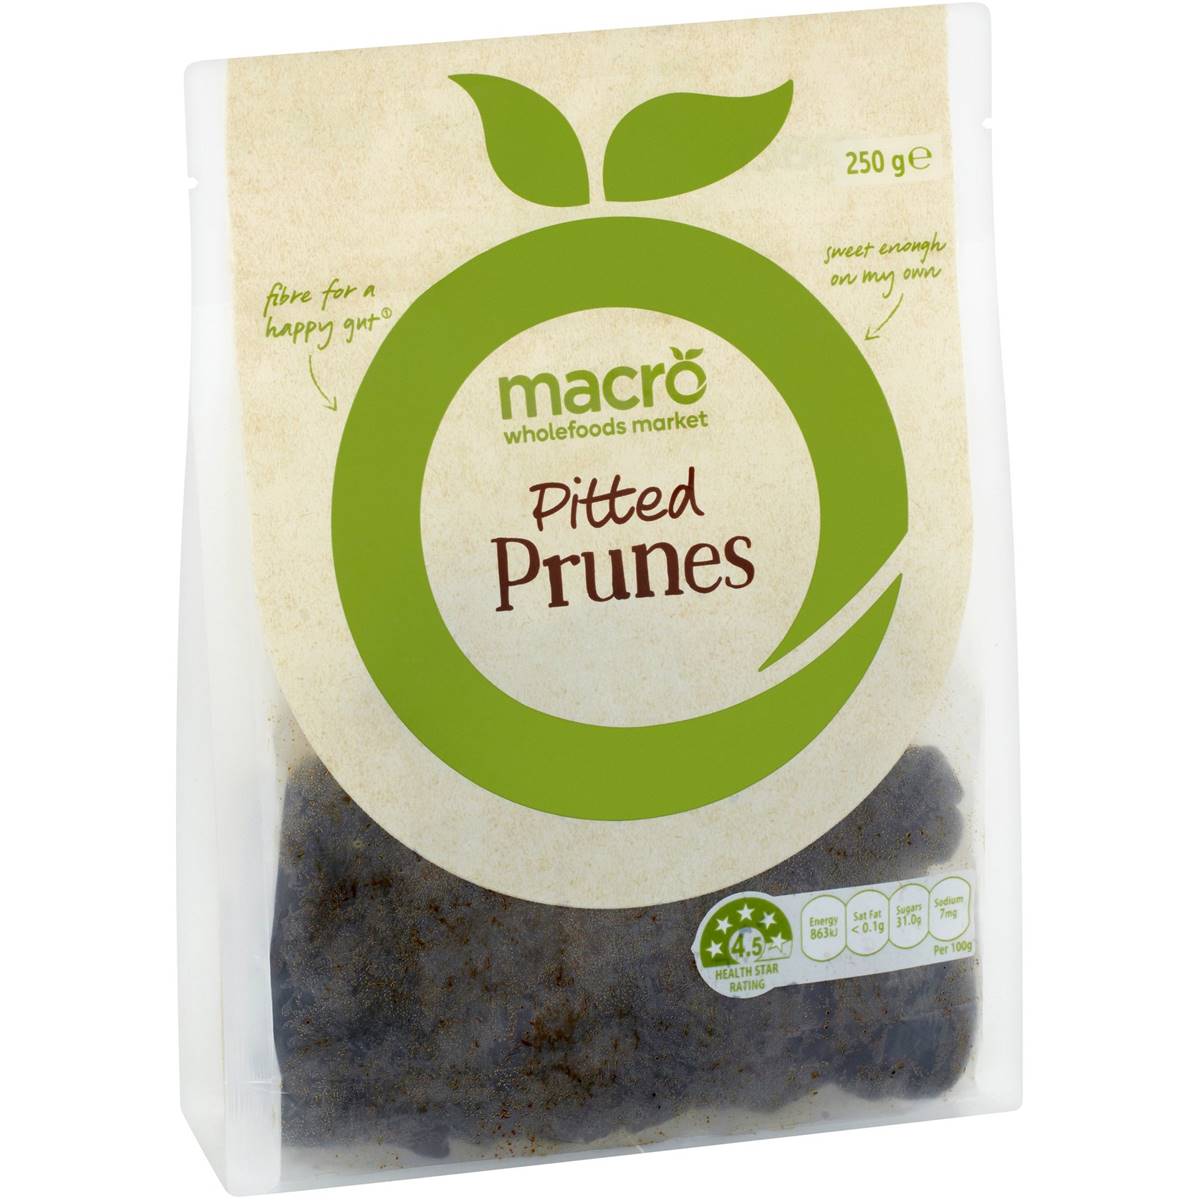 250 g℮
fibre for a
happy gut①
sweet enough
on my own
macro
wholefoods market
Pitted
Prunes
4.5
HEALTH STAR
RATING
Energy
863kJ
Sat Fat
< 0.1g
Sugars
31.0g
Sodium
7mg
Per 100g